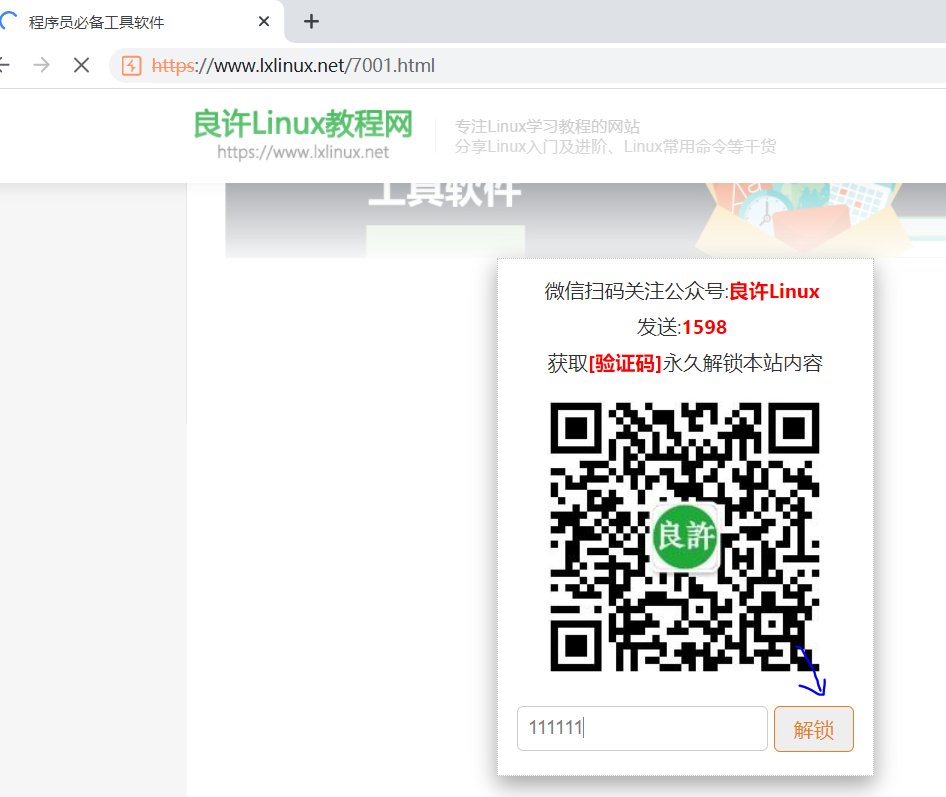 程序员必备工具软件
https://www.lxlinux.net/7001.html
良许Linux教程网
https://www.lxlinux.net
专注Linux学习教程的网站
分享Linux入门及进阶、Linux常用命令等干货
工具软件
Aa
微信扫码关注公众号:良许Linux
发送:1598
获取[验证码]永久解锁本站内容
良許
111111
解锁